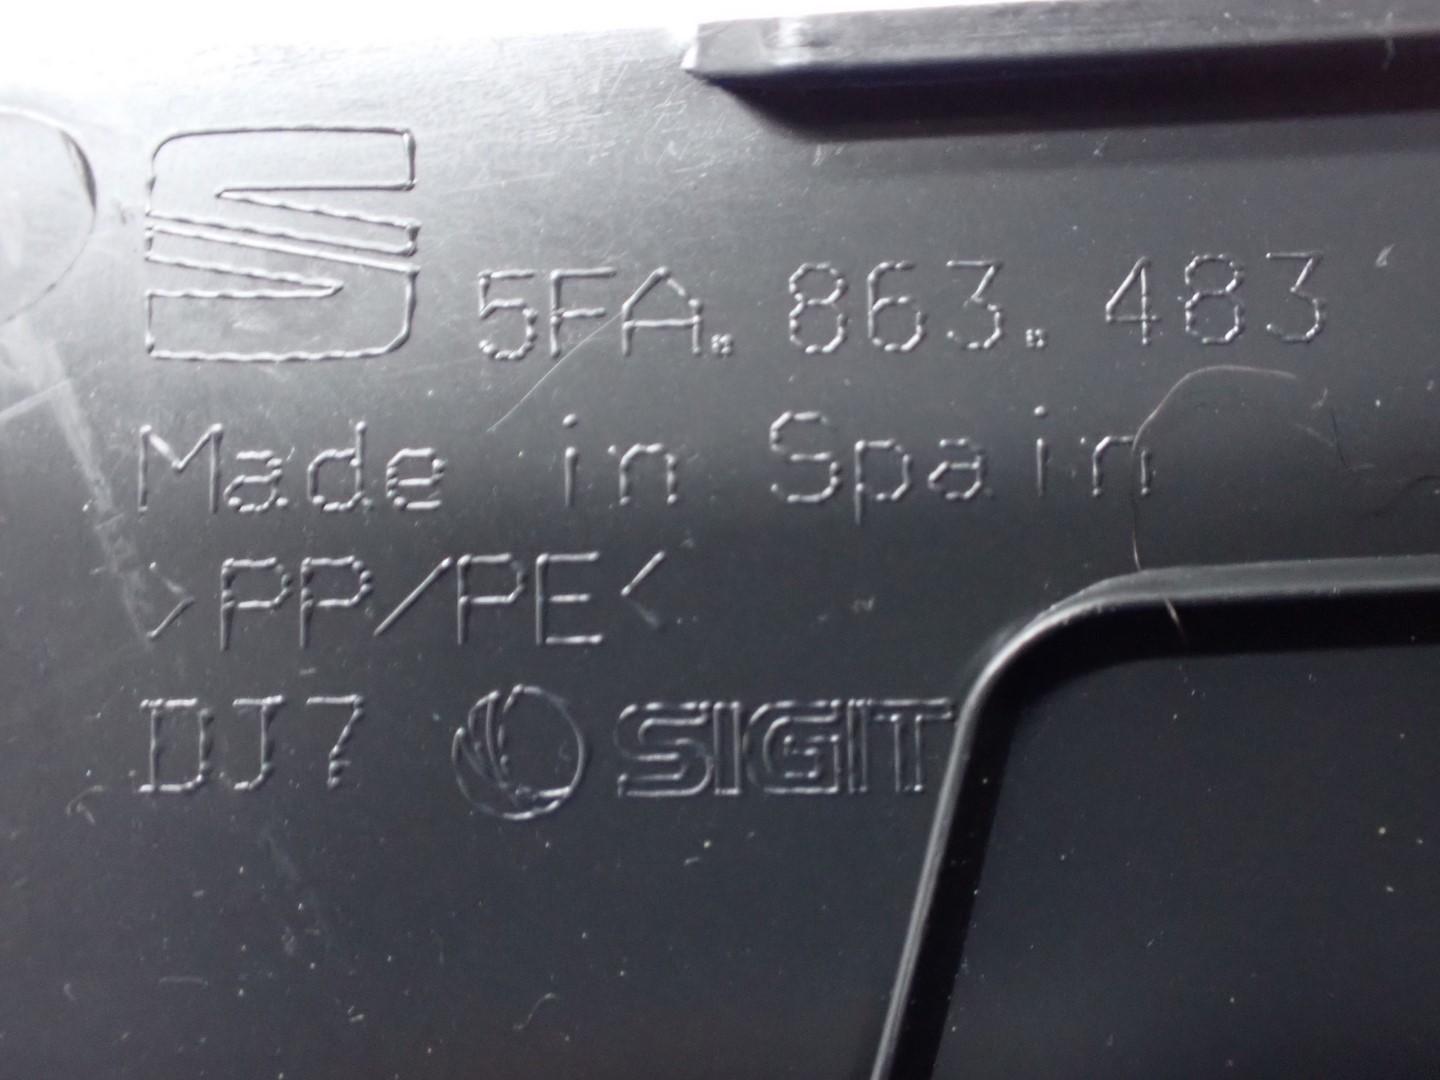 5FA. 863. 483
Made in Spain
>PP/PE<
DJ7 SIGIT